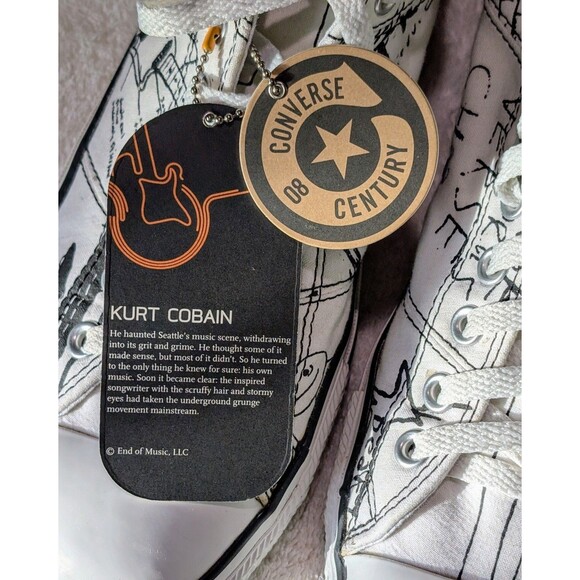 CONVERSE
08
CENTURY
KURT COBAIN
He haunted Seattle's music scene, withdrawing
into its grit and grime. He thought some of it
made sense, but most of it didn't. So he turned
to the only thing he knew for sure: his own
music. Soon it became clear: the inspired
songwriter with the scruffy hair and stormy
eyes had taken the underground grunge
movement mainstream.
© End of Music, LLC